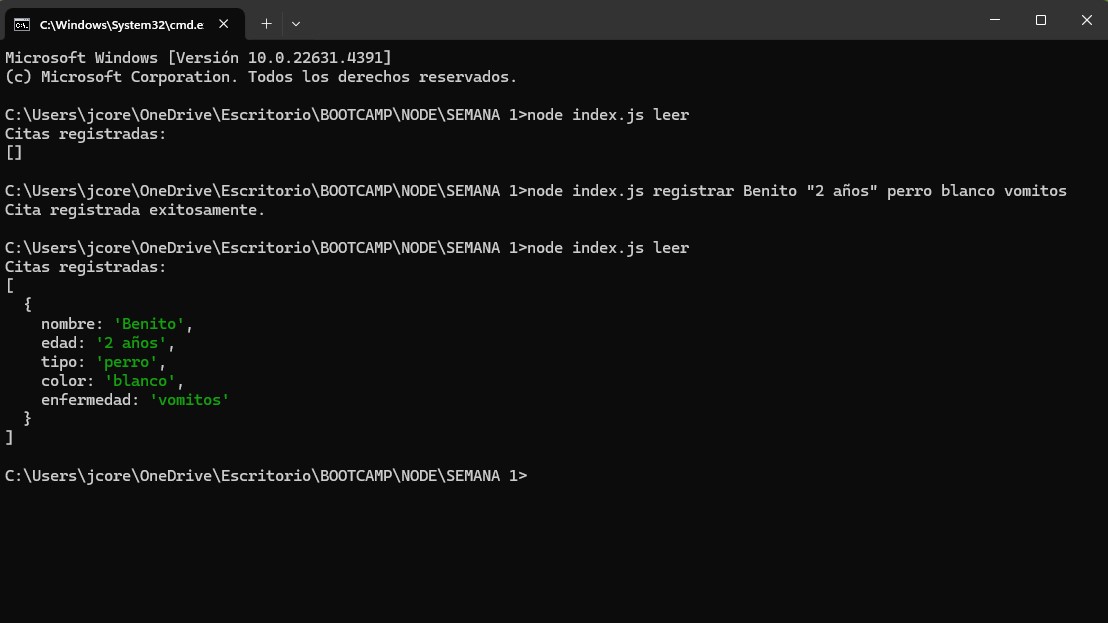 C:\Windows\System32\cmd.e
Microsoft Windows [Versión 10.0.22631.4391]
(c) Microsoft Corporation. Todos los derechos reservados.
C:\Users\jcore\OneDrive\Escritorio\BOOTCAMP\NODE\SEMANA 1>node index.js leer
Citas registradas:
[]
C:\Users\jcore\OneDrive\Escritorio\BOOTCAMP\NODE\SEMANA 1>node index.js registrar Benito "2 años" perro blanco vomitos
Cita registrada exitosamente.
C:\Users\jcore\OneDrive\Escritorio\BOOTCAMP\NODE\SEMANA 1>node index.js leer
Citas registradas:
[
  {
    nombre: 'Benito',
    edad: '2 años',
    tipo: 'perro',
    color: 'blanco',
    enfermedad: 'vomitos'
  }
]
C:\Users\jcore\OneDrive\Escritorio\BOOTCAMP\NODE\SEMANA 1>